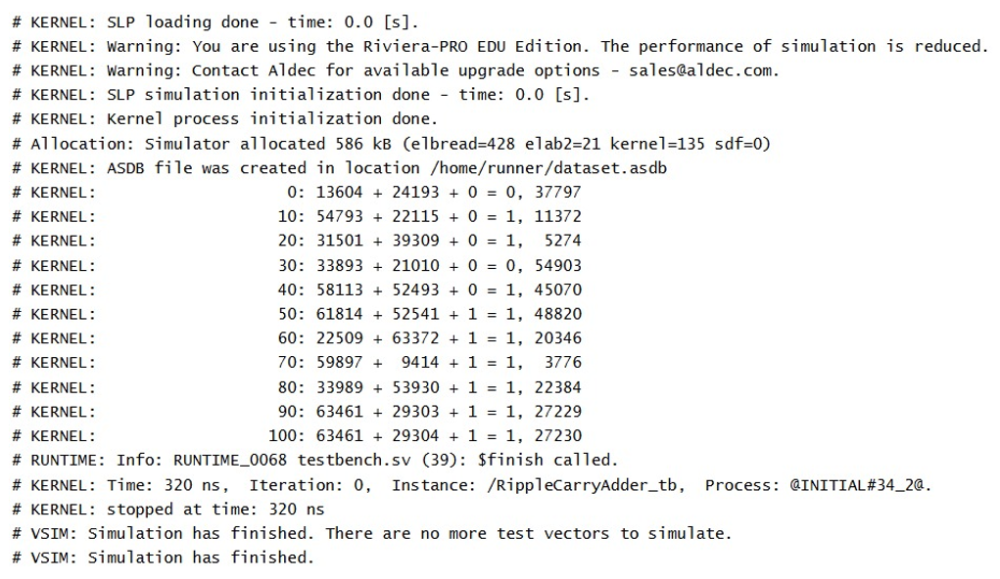 # KERNEL: SLP loading done - time: 0.0 [s].
# KERNEL: Warning: You are using the Riviera-PRO EDU Edition. The performance of simulation is reduced.
# KERNEL: Warning: Contact Aldec for available upgrade options - sales@aldec.com.
# KERNEL: SLP simulation initialization done - time: 0.0 [s].
# KERNEL: Kernel process initialization done.
# Allocation: Simulator allocated 586 kB (elbread=428 elab2=21 kernel=135 sdf=0)
# KERNEL: ASDB file was created in location /home/runner/dataset.asdb
# KERNEL:                    0: 13604 + 24193 + 0 = 0, 37797
# KERNEL:                   10: 54793 + 22115 + 0 = 1, 11372
# KERNEL:                   20: 31501 + 39309 + 0 = 1,  5274
# KERNEL:                   30: 33893 + 21010 + 0 = 0, 54903
# KERNEL:                   40: 58113 + 52493 + 0 = 1, 45070
# KERNEL:                   50: 61814 + 52541 + 1 = 1, 48820
# KERNEL:                   60: 22509 + 63372 + 1 = 1, 20346
# KERNEL:                   70: 59897 +  9414 + 1 = 1,  3776
# KERNEL:                   80: 33989 + 53930 + 1 = 1, 22384
# KERNEL:                   90: 63461 + 29303 + 1 = 1, 27229
# KERNEL:                  100: 63461 + 29304 + 1 = 1, 27230
# RUNTIME: Info: RUNTIME_0068 testbench.sv (39): $finish called.
# KERNEL: Time: 320 ns,  Iteration: 0,  Instance: /RippleCarryAdder_tb,  Process: @INITIAL#34_2@.
# KERNEL: stopped at time: 320 ns
# VSIM: Simulation has finished. There are no more test vectors to simulate.
# VSIM: Simulation has finished.